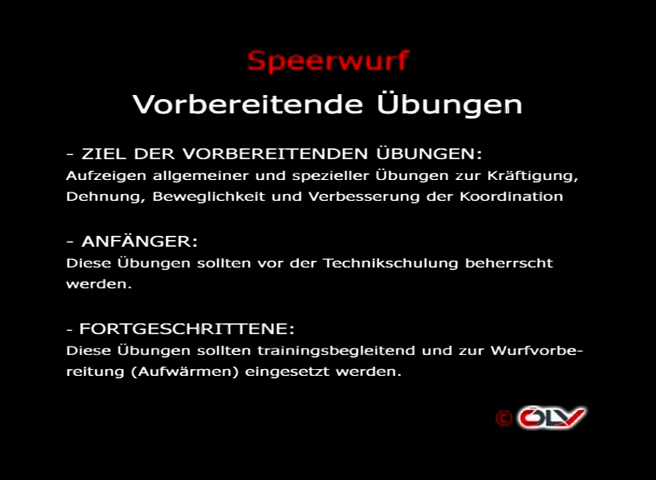 Speerwurf
Vorbereitende Übungen
- ZIEL DER VORBEREITENDEN ÜBUNGEN:
Aufzeigen allgemeiner und spezieller Übungen zur Kräftigung,
Dehnung, Beweglichkeit und Verbesserung der Koordination
- ANFÄNGER:
Diese Übungen sollten vor der Technikschulung beherrscht
werden.
- FORTGESCHRITTENE:
Diese Übungen sollten trainingsbegleitend und zur Wurfvorbe-
reitung (Aufwärmen) eingesetzt werden.
© ÖLV